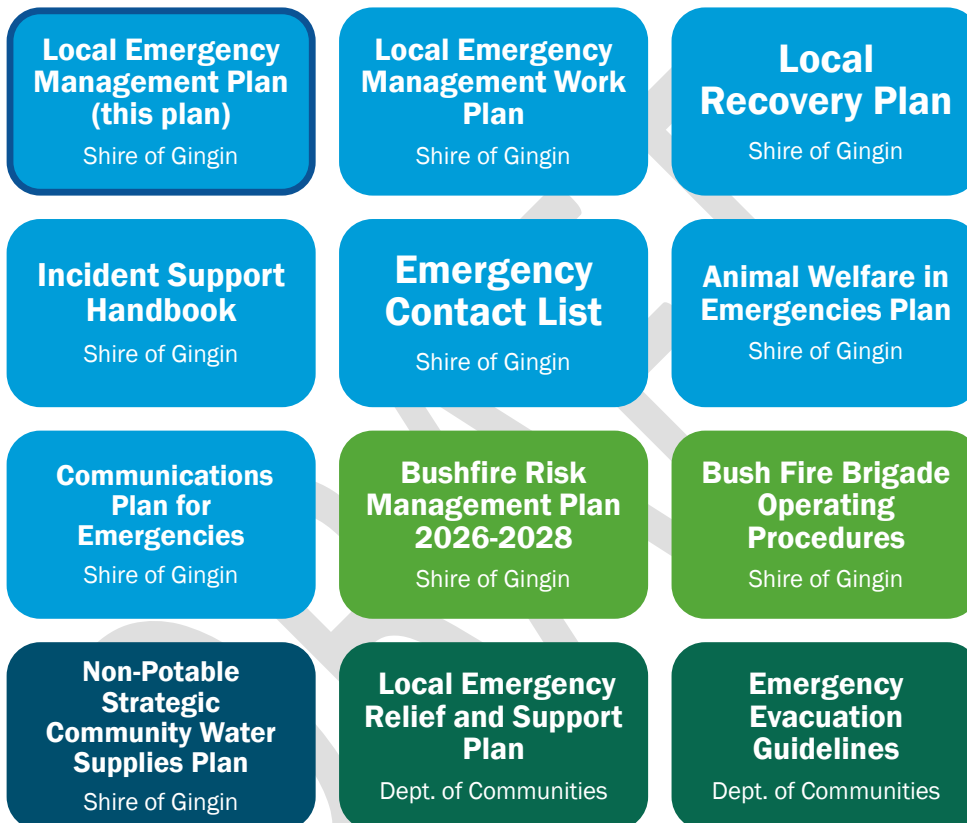 Local Emergency
Management Plan
(this plan)
Shire of Gingin
Local Emergency
Management Work
Plan
Shire of Gingin
Local
Recovery Plan
Shire of Gingin
Incident Support
Handbook
Shire of Gingin
Emergency
Contact List
Shire of Gingin
Animal Welfare in
Emergencies Plan
Shire of Gingin
Communications
Plan for
Emergencies
Shire of Gingin
Bushfire Risk
Management Plan
2026-2028
Shire of Gingin
Bush Fire Brigade
Operating
Procedures
Shire of Gingin
Non-Potable
Strategic
Community Water
Supplies Plan
Shire of Gingin
Local Emergency
Relief and Support
Plan
Dept. of Communities
Emergency
Evacuation
Guidelines
Dept. of Communities